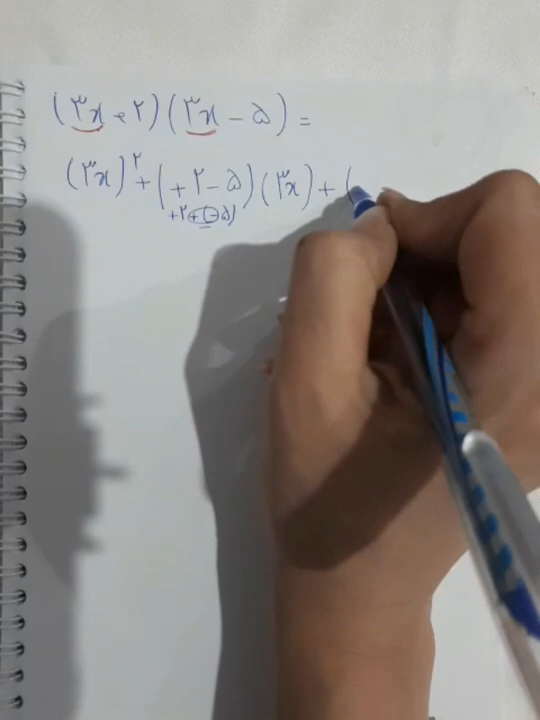 (۳x + ۲)(۳x - ۵) =
(۳x)^۲ + (+۲ - ۵)(۳x) + (
+۲+(-۵)